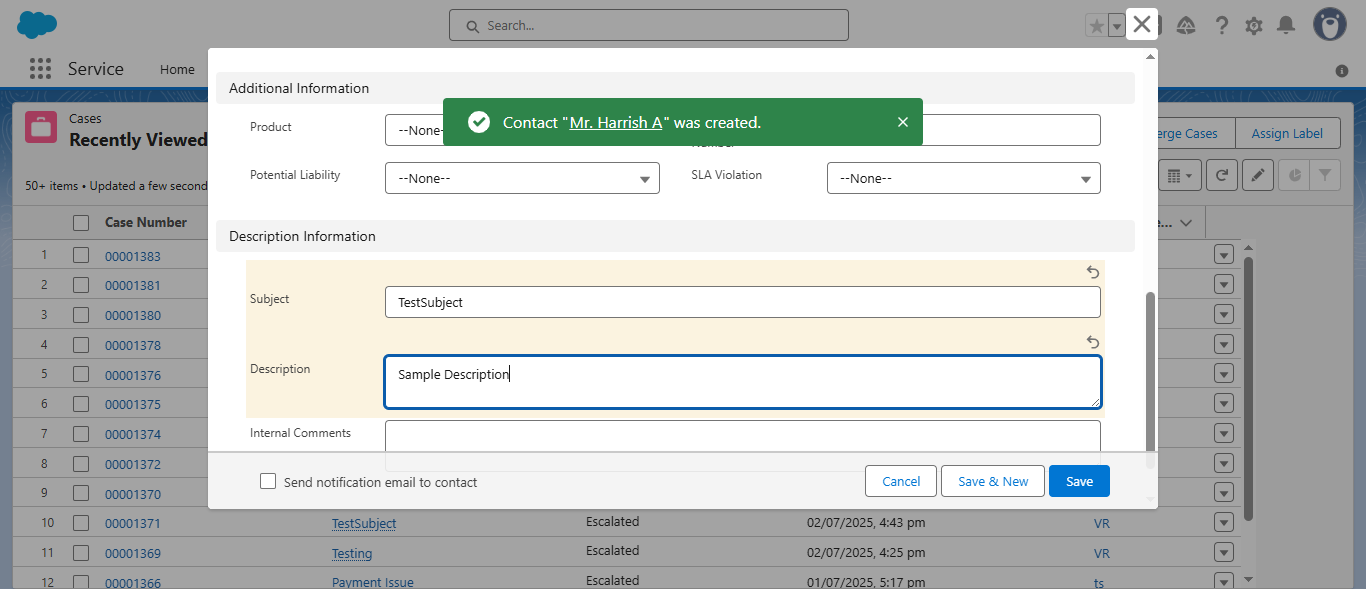 Search...
Service
Home
Cases
Recently Viewed
50+ items • Updated a few second
erge Cases
Assign Label
Case Number
e...
Additional Information
Contact "Mr. Harrish A" was created.
Product
--None-
Number
Potential Liability
--None--
SLA Violation
--None--
Description Information
Subject
TestSubject
Description
Sample Description
Internal Comments
Send notification email to contact
Cancel
Save & New
Save
1 00001383
2 00001381
3 00001380
4 00001378
5 00001376
6 00001375
7 00001374
8 00001372
9 00001370
10 00001371 TestSubject Escalated 02/07/2025, 4:43 pm VR
11 00001369 Testing Escalated 02/07/2025, 4:25 pm VR
12 00001366 Payment Issue Escalated 01/07/2025, 5:17 pm ts